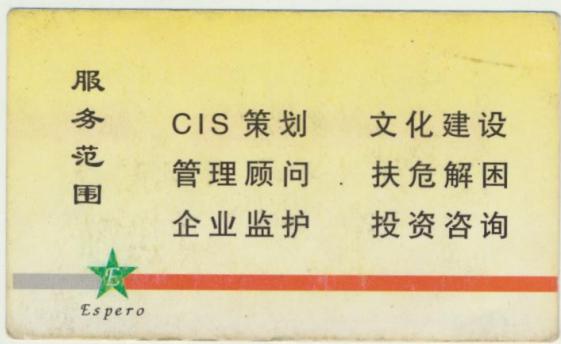 服务范围
CIS 策划 文化建设
管理顾问 扶危解困
企业监护 投资咨询
E
Espero